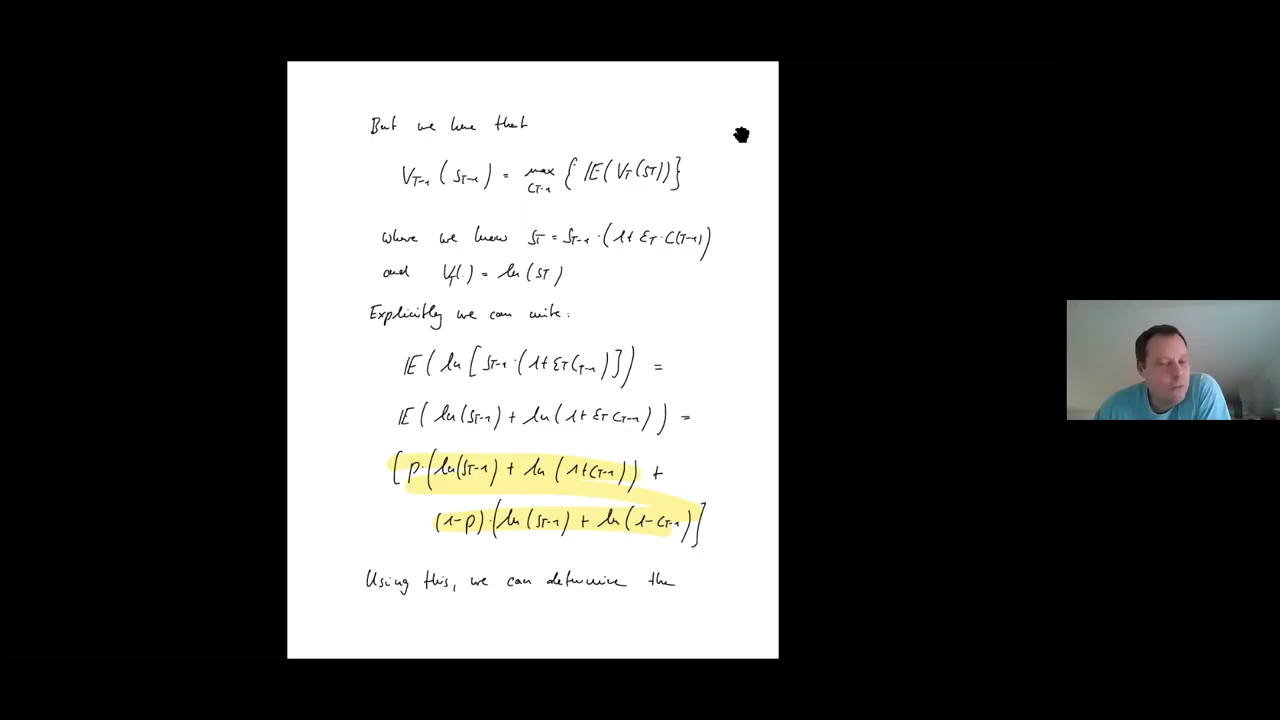 But we have that
V_{T-1}(S_{T-1}) = max_{C_{T-1}} { 𝔼(V_T(S_T)) }
where we know S_T = S_{T-1} · (1 + ε_T · C(T-1))
and V_T(.) = ln(S_T)
Explicitly we can write:
𝔼(ln[S_{T-1} · (1 + ε_T C_{T-1})]) =
𝔼(ln(S_{T-1}) + ln(1 + ε_T C_{T-1})) =
[p · (ln(S_{T-1}) + ln(1 + C_{T-1})) +
(1-p) · (ln(S_{T-1}) + ln(1 - C_{T-1}))]
Using this, we can determine the